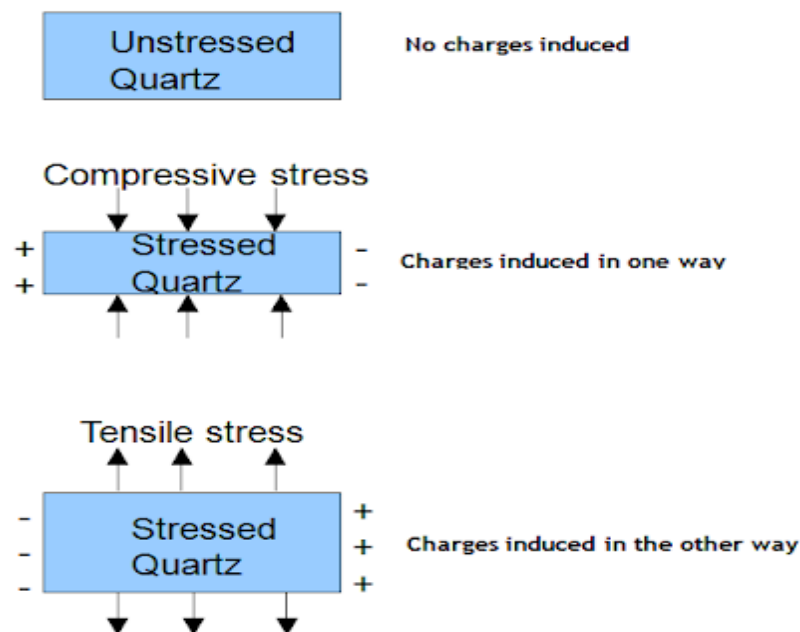 Unstressed
Quartz
No charges induced
Compressive stress
+ Stressed -
+ Quartz -
Charges induced in one way
Tensile stress
- +
- Stressed +
Quartz
- +
Charges induced in the other way